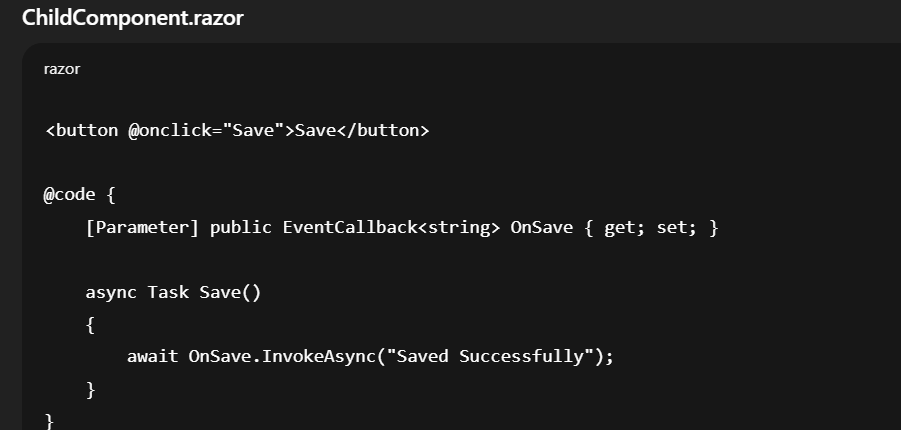 ChildComponent.razor
razor
<button @onclick="Save">Save</button>
@code {
    [Parameter] public EventCallback<string> OnSave { get; set; }
    async Task Save()
    {
        await OnSave.InvokeAsync("Saved Successfully");
    }
}